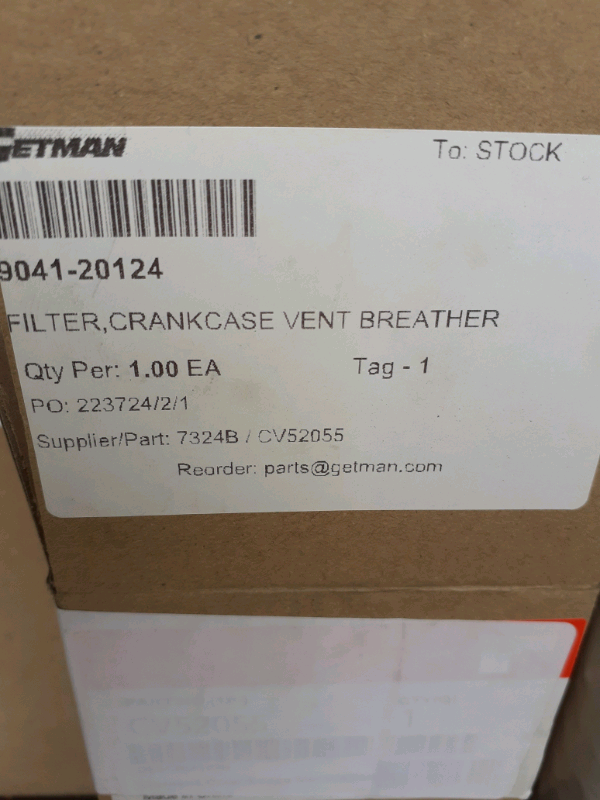 GETMAN
To: STOCK
9041-20124
FILTER,CRANKCASE VENT BREATHER
Qty Per: 1.00 EA Tag - 1
PO: 223724/2/1
Supplier/Part: 7324B / CV52055
Reorder: parts@getman.com